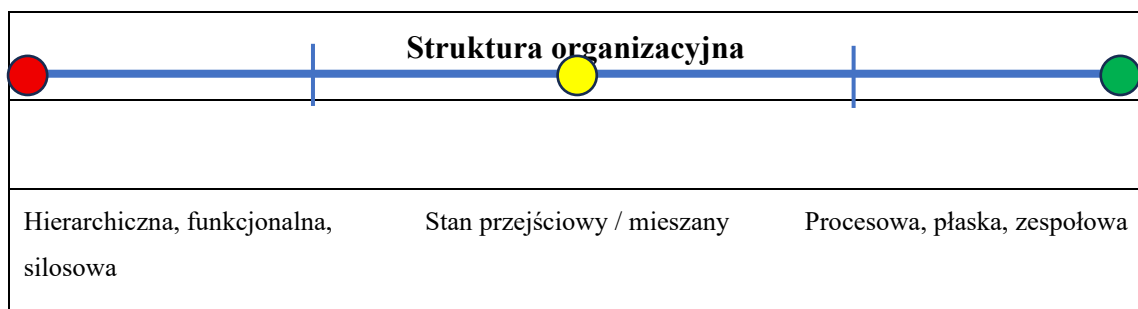 Struktura organizacyjna
Hierarchiczna, funkcjonalna,
silosowa
Stan przejściowy / mieszany
Procesowa, płaska, zespołowa